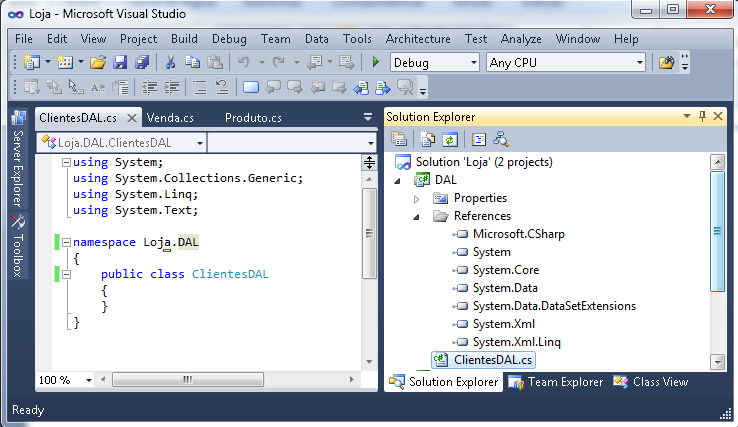 Loja - Microsoft Visual Studio
File Edit View Project Build Debug Team Data Tools Architecture Test Analyze Window Help
Debug Any CPU
Server Explorer
Toolbox
ClientesDAL.cs Venda.cs Produto.cs
Loja.DAL.ClientesDAL
using System;
using System.Collections.Generic;
using System.Linq;
using System.Text;
namespace Loja.DAL
{
public class ClientesDAL
{
}
}
100 %
Solution Explorer
Solution 'Loja' (2 projects)
DAL
Properties
References
Microsoft.CSharp
System
System.Core
System.Data
System.Data.DataSetExtensions
System.Xml
System.Xml.Linq
ClientesDAL.cs
Solution Explorer Team Explorer Class View
Ready